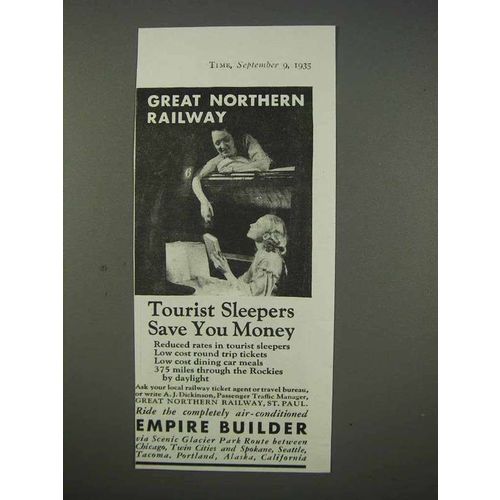 TIME, September 9, 1935
GREAT NORTHERN
RAILWAY
6
Tourist Sleepers
Save You Money
Reduced rates in tourist sleepers
Low cost round trip tickets
Low cost dining car meals
375 miles through the Rockies
by daylight
Ask your local railway ticket agent or travel bureau,
or write A. J. Dickinson, Passenger Traffic Manager,
GREAT NORTHERN RAILWAY, ST. PAUL.
Ride the completely air-conditioned
EMPIRE BUILDER
via Scenic Glacier Park Route between
Chicago, Twin Cities and Spokane, Seattle,
Tacoma, Portland, Alaska, California